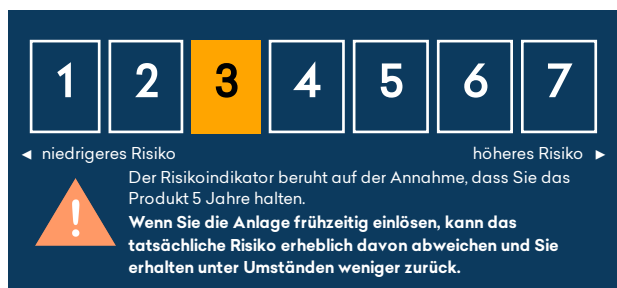 1 2 3 4 5 6 7
◄ niedrigeres Risiko höheres Risiko ►
Der Risikoindikator beruht auf der Annahme, dass Sie das
Produkt 5 Jahre halten.
Wenn Sie die Anlage frühzeitig einlösen, kann das
tatsächliche Risiko erheblich davon abweichen und Sie
erhalten unter Umständen weniger zurück.
!